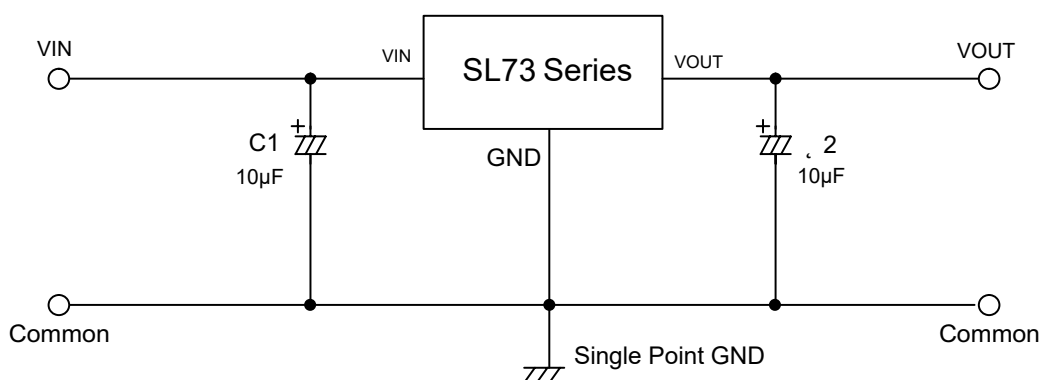 VIN
VIN
SL73 Series
VOUT
VOUT
+
C1
10µF
GND
+
2
10µF
Common
Common
Single Point GND